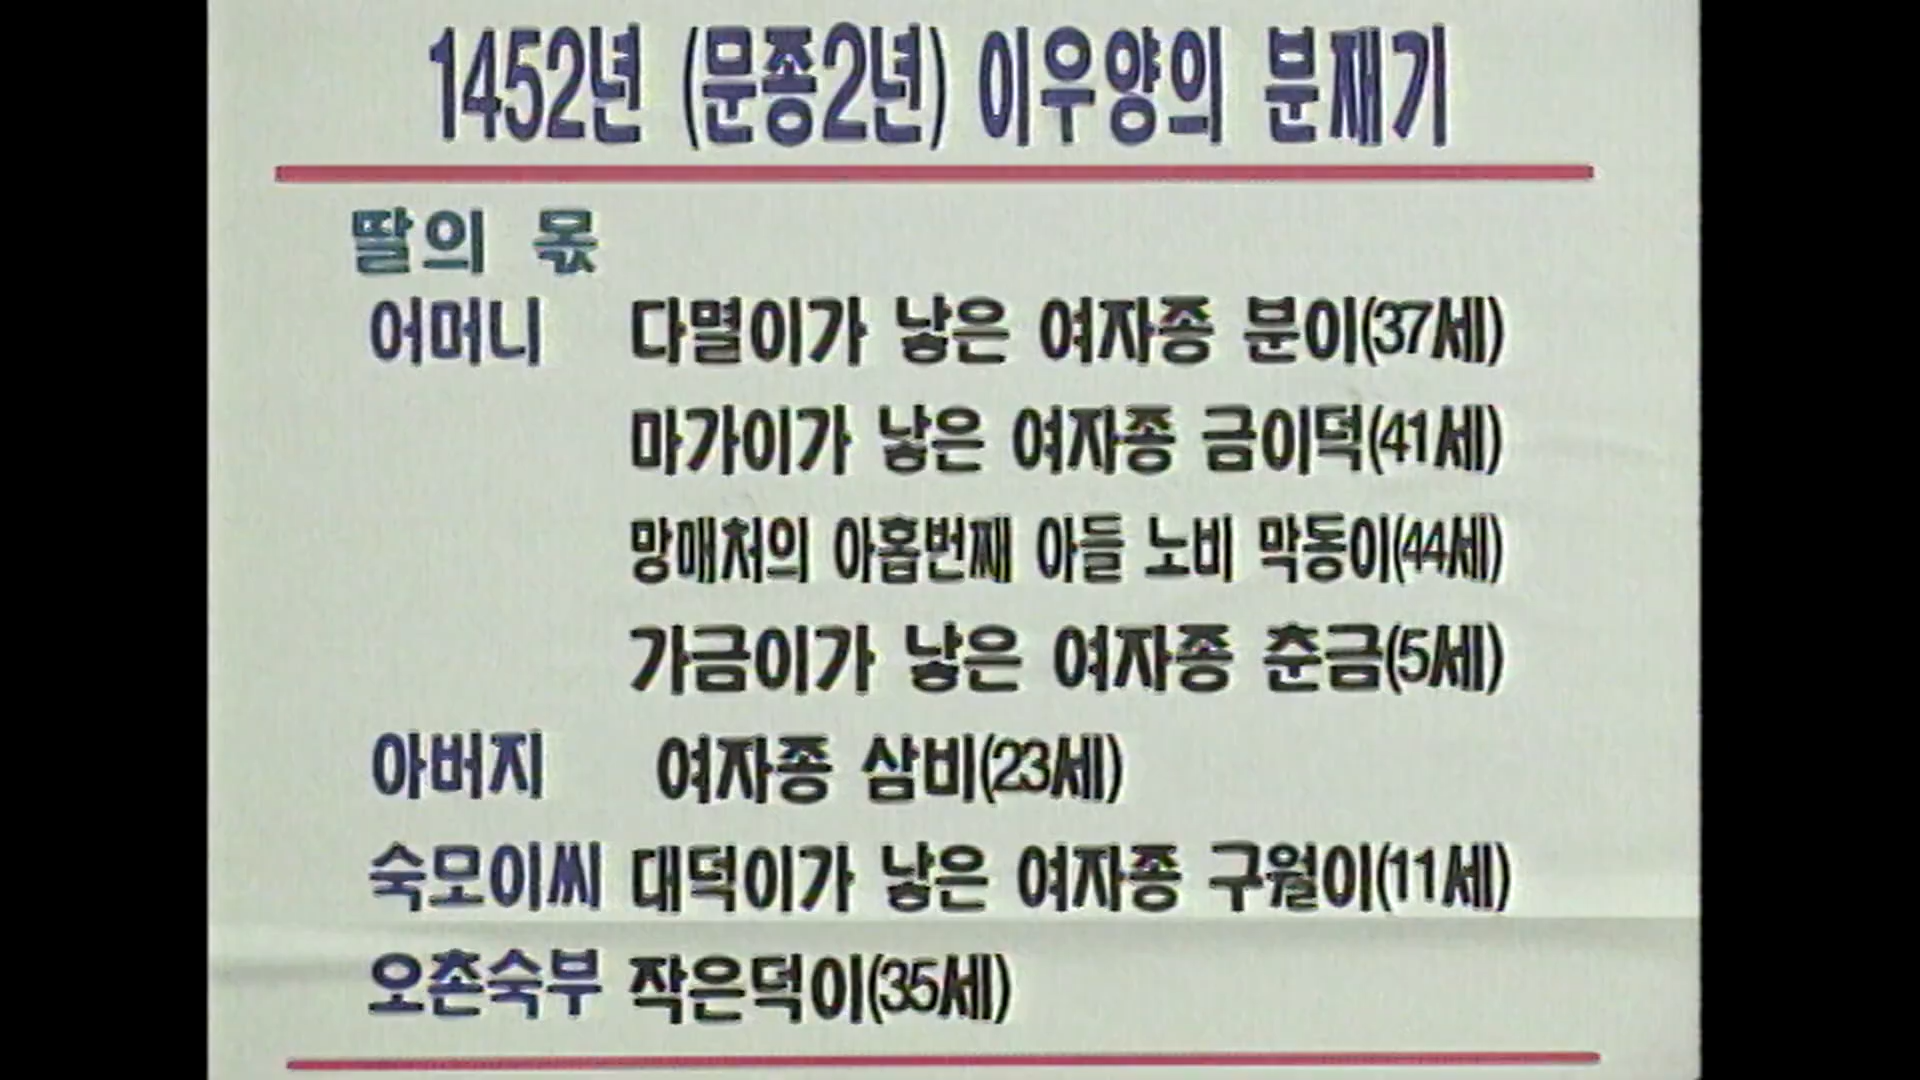 1452년 (문종2년) 이우양의 분재기
딸의 몫
어머니 다멸이가 낳은 여자종 분이(37세)
마가이가 낳은 여자종 금이덕(41세)
망매처의 아홉번째 아들 노비 막동이(44세)
가금이가 낳은 여자종 춘금(5세)
아버지 여자종 삼비(23세)
숙모이씨 대덕이가 낳은 여자종 구월이(11세)
오촌숙부 작은덕이(35세)